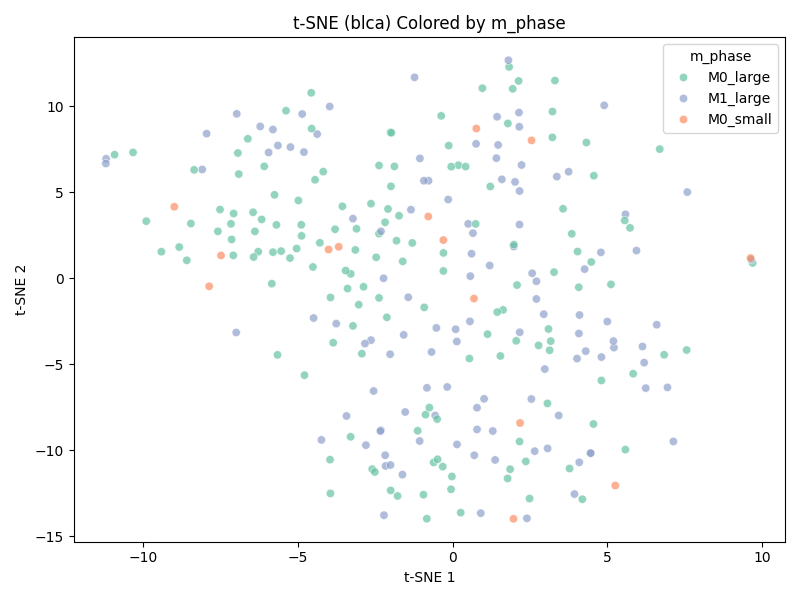 t-SNE (blca) Colored by m_phase
m_phase
M0_large
M1_large
M0_small
10
5
0
−5
−10
−15
t-SNE 2
−10
−5
0
5
10
t-SNE 1